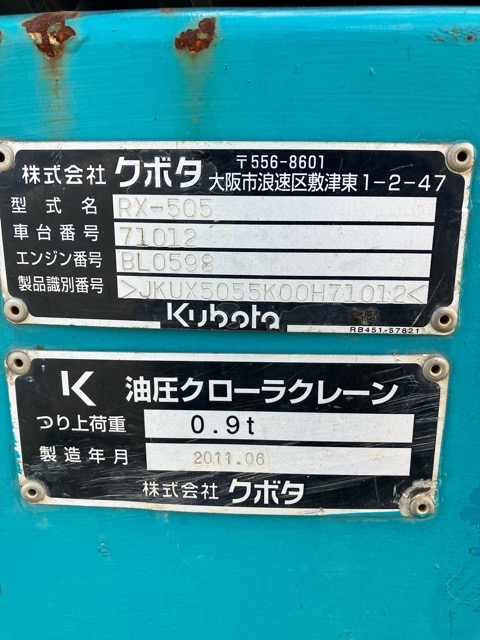 株式会社 クボタ 〒556-8601
大阪市浪速区敷津東1-2-47
型式名 RX-505
車台番号 71012
エンジン番号 BL0598
製品識別番号 >JKUX5055K00H71012<
Kubota
RB451-57821
K 油圧クローラクレーン
つり上荷重 0.9t
製造年月 2011.06
株式会社 クボタ